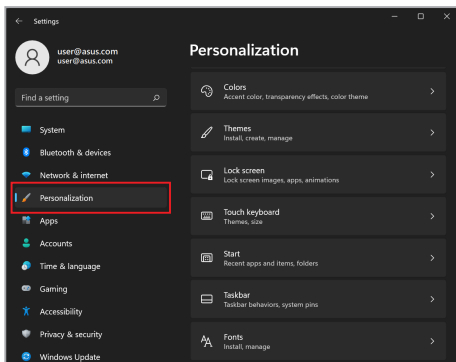 Settings
user@asus.com
user@asus.com
Find a setting
System
Bluetooth & devices
Network & internet
Personalization
Apps
Accounts
Time & language
Gaming
Accessibility
Privacy & security
Windows Update
Personalization
Colors
Accent color, transparency effects, color theme
Themes
Install, create, manage
Lock screen
Lock screen images, apps, animations
Touch keyboard
Themes, size
Start
Recent apps and items, folders
Taskbar
Taskbar behaviors, system pins
Fonts
Install, manage